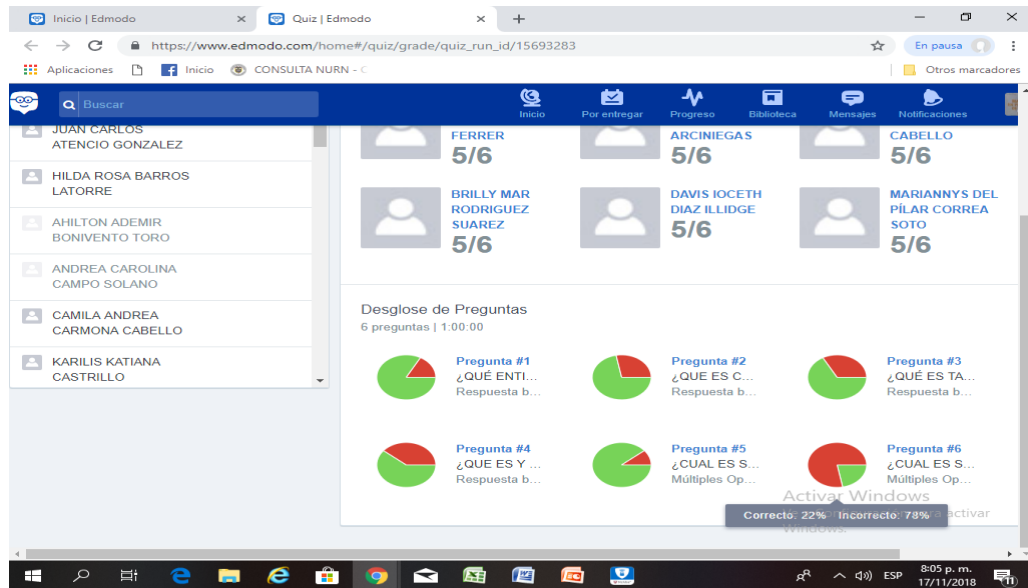 Inicio | Edmodo
Quiz | Edmodo
https://www.edmodo.com/home#/quiz/grade/quiz_run_id/15693283
En pausa
Aplicaciones
Inicio
CONSULTA NURN - C
Otros marcadores
Buscar
Inicio
Por entregar
Progreso
Biblioteca
Mensajes
Notificaciones
JUAN CARLOS
ATENCIO GONZALEZ
HILDA ROSA BARROS
LATORRE
AHILTON ADEMIR
BONIVENTO TORO
ANDREA CAROLINA
CAMPO SOLANO
CAMILA ANDREA
CARMONA CABELLO
KARILIS KATIANA
CASTRILLO
FERRER
5/6
ARCINIEGAS
5/6
CABELLO
5/6
BRILLY MAR
RODRIGUEZ
SUAREZ
5/6
DAVIS IOCETH
DIAZ ILLIDGE
5/6
MARIANNYS DEL
PÍLAR CORREA
SOTO
5/6
Desglose de Preguntas
6 preguntas | 1:00:00
Pregunta #1
¿QUÉ ENTI...
Respuesta b...
Pregunta #2
¿QUE ES C...
Respuesta b...
Pregunta #3
¿QUÉ ES TA...
Respuesta b...
Pregunta #4
¿QUE ES Y ...
Respuesta b...
Pregunta #5
¿CUAL ES S...
Múltiples Op...
Pregunta #6
¿CUAL ES S...
Múltiples Op...
Activar Windows
Correcto: 22% Incorrecto: 78%
activar
Windows.
ESP
8:05 p. m.
17/11/2018